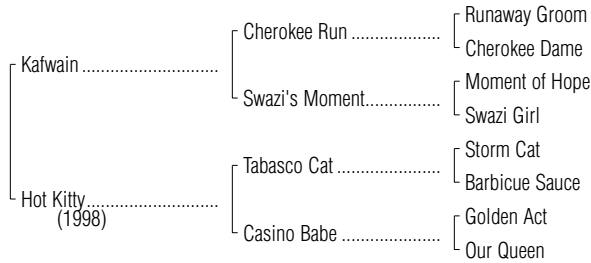 Runaway Groom
Cherokee Run ...................
Cherokee Dame
Kafwain ............................
Moment of Hope
Swazi's Moment................
Swazi Girl
Storm Cat
Tabasco Cat .....................
Barbicue Sauce
Hot Kitty...........................
(1998)
Golden Act
Casino Babe ....................
Our Queen